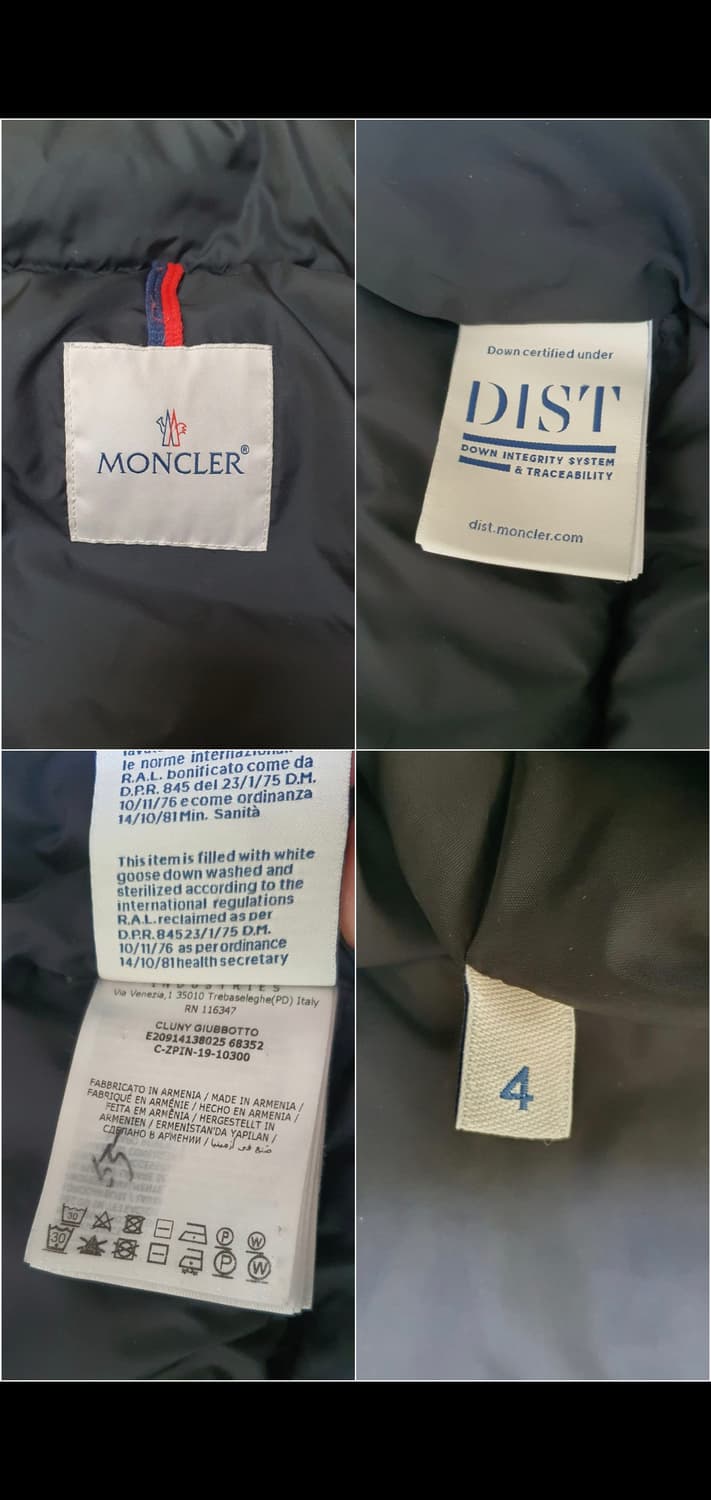 MONCLER®
Down certified under
DIST
DOWN INTEGRITY SYSTEM
& TRACEABILITY
dist.moncler.com
le norme internazionali
R.A.L. bonificato come da
D.P.R. 845 del 23/1/75 D.M.
10/11/76 e come ordinanza
14/10/81 Min. Sanità
This item is filled with white
goose down washed and
sterilized according to the
international regulations
R.A.L. reclaimed as per
D.P.R. 84523/1/75 D.M.
10/11/76 as per ordinance
14/10/81 health secretary
INDUSTRIES
Via Venezia,1 35010 Trebaseleghe(PD) Italy
RN 116347
CLUNY GIUBBOTTO
E20914138025 68352
C-ZPIN-19-10300
FABBRICATO IN ARMENIA / MADE IN ARMENIA /
FABRIQUÉ EN ARMÉNIE / HECHO EN ARMENIA /
FEITA EM ARMÊNIA / HERGESTELLT IN
ARMENIEN / ERMENİSTAN'DA YAPILAN /
СДЕЛАНО В АРМЕНИИ / صنع في أرمينيا
30
P
W
30
P
W
4